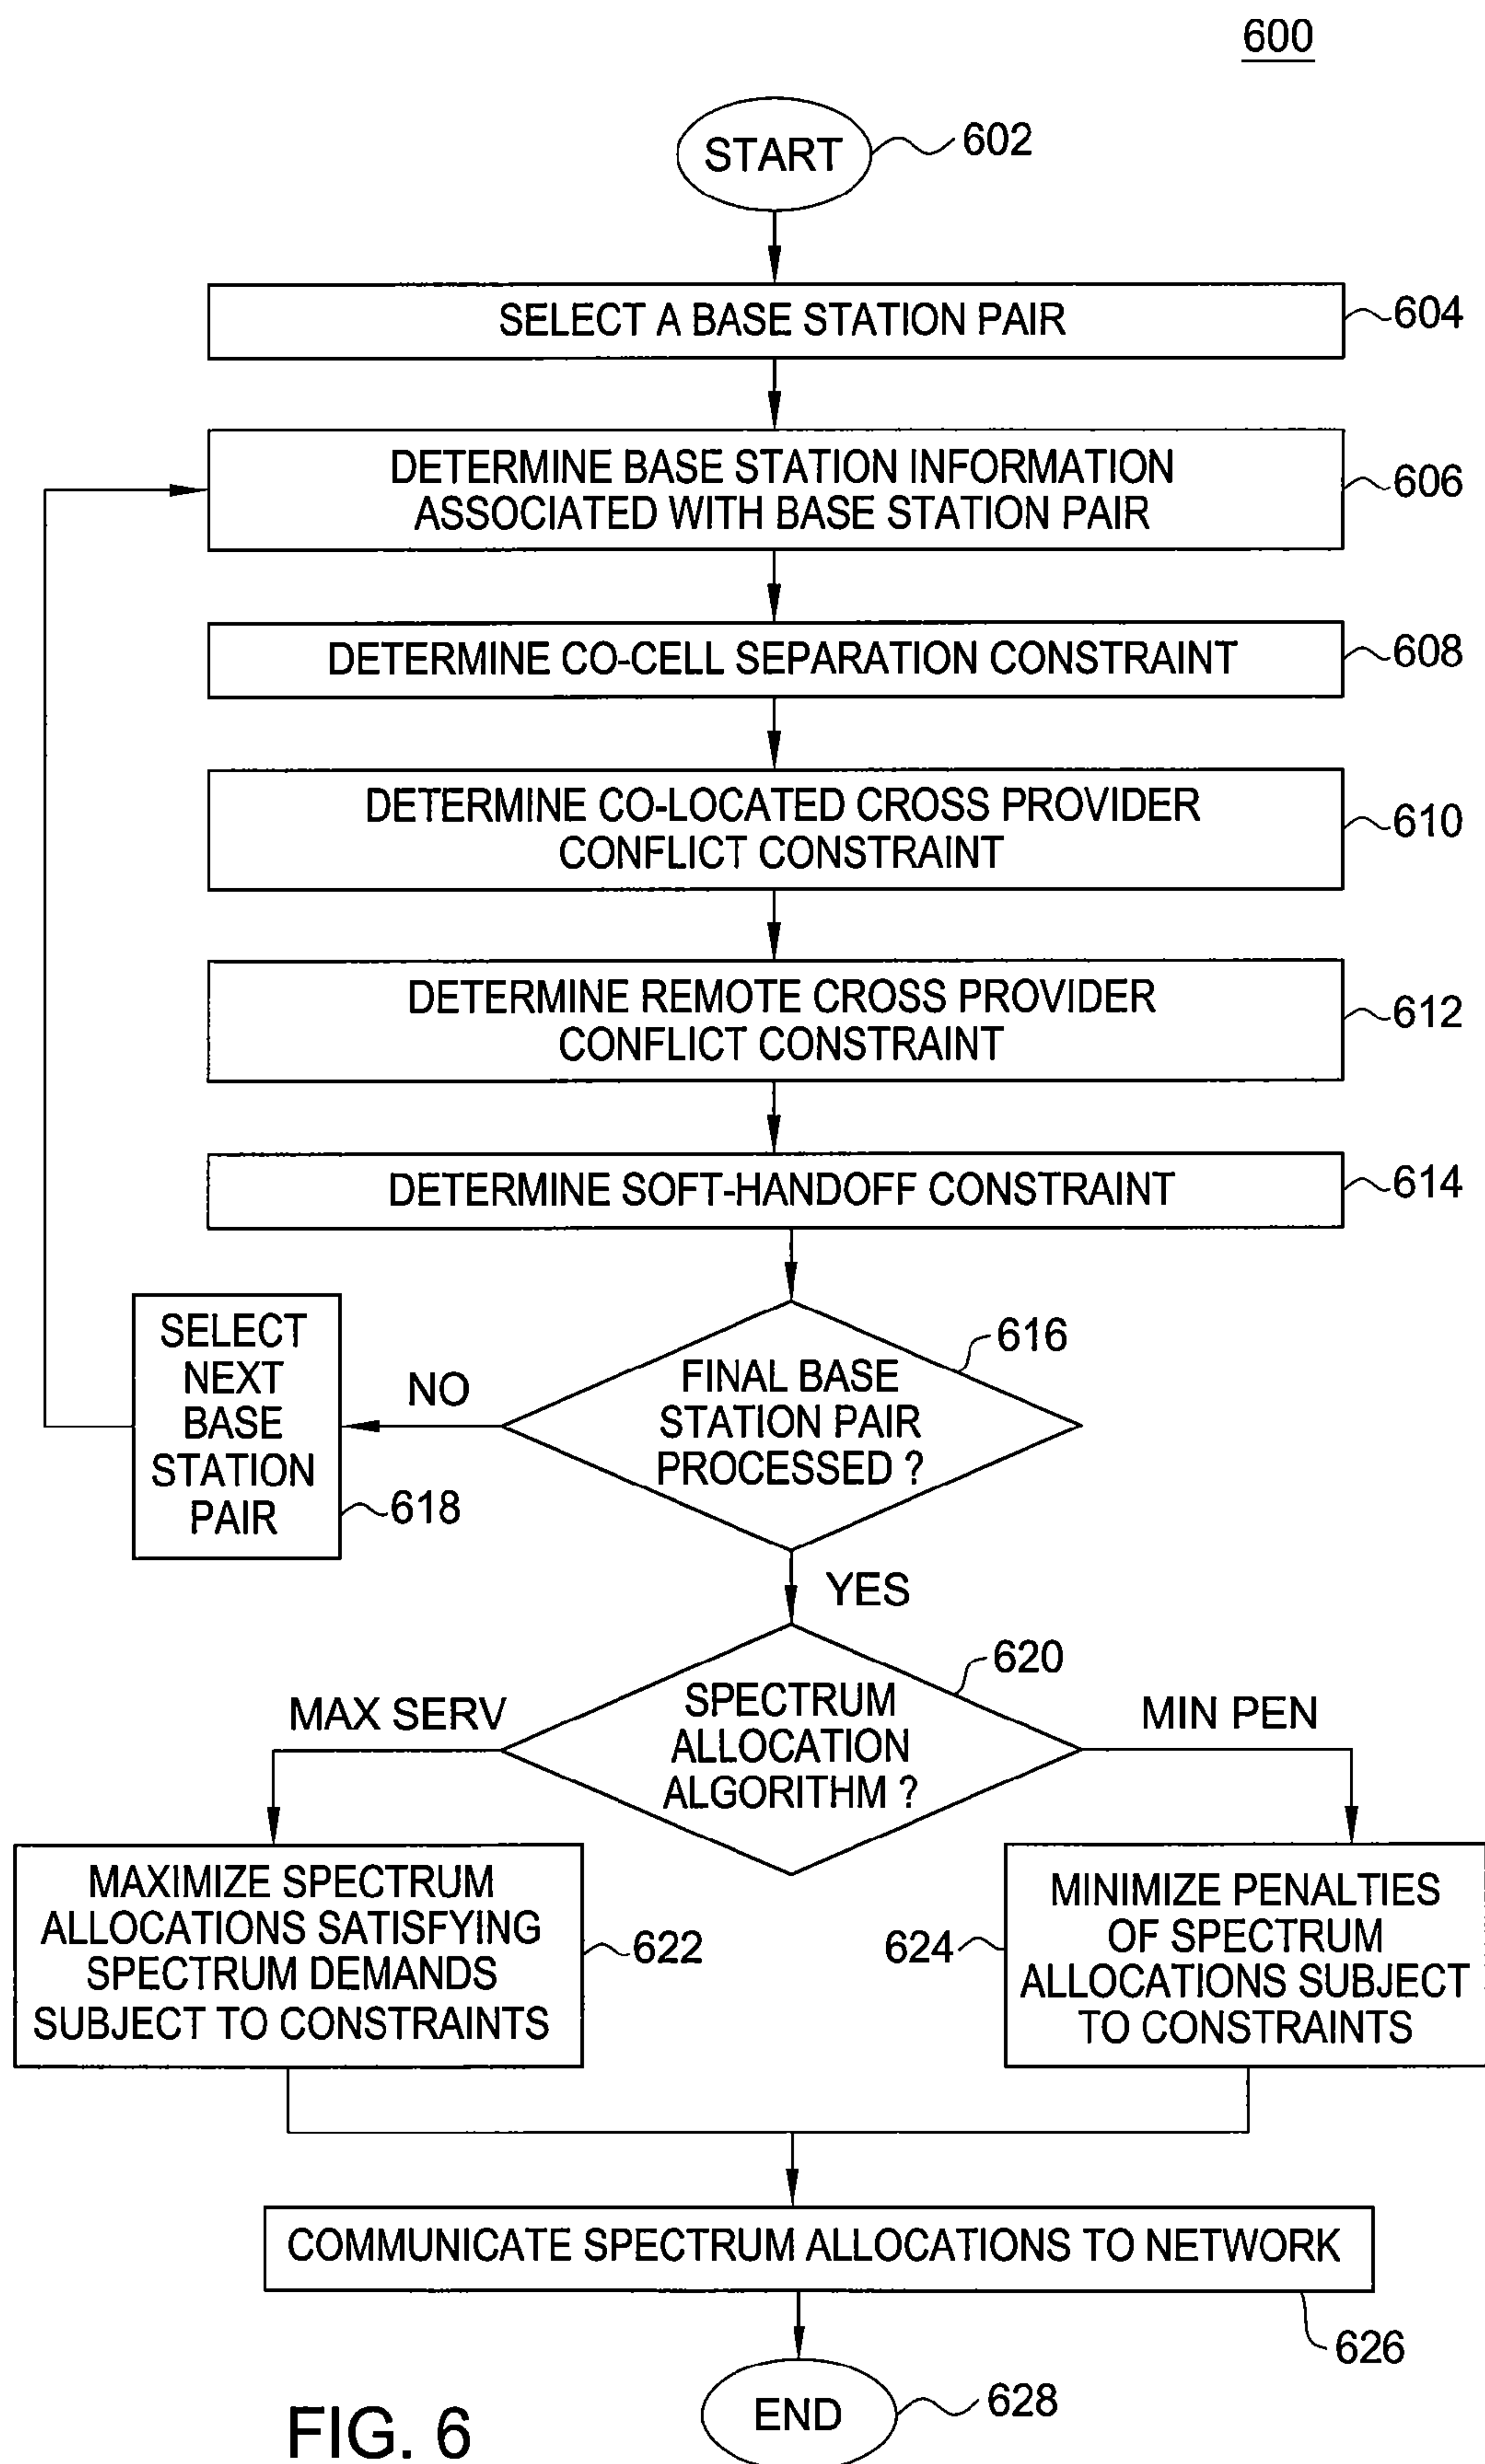 600
START
602
SELECT A BASE STATION PAIR
604
DETERMINE BASE STATION INFORMATION
ASSOCIATED WITH BASE STATION PAIR
606
DETERMINE CO-CELL SEPARATION CONSTRAINT
608
DETERMINE CO-LOCATED CROSS PROVIDER
CONFLICT CONSTRAINT
610
DETERMINE REMOTE CROSS PROVIDER
CONFLICT CONSTRAINT
612
DETERMINE SOFT-HANDOFF CONSTRAINT
614
SELECT
NEXT
BASE
STATION
PAIR
618
NO
FINAL BASE
STATION PAIR
PROCESSED ?
616
YES
SPECTRUM
ALLOCATION
ALGORITHM ?
620
MAX SERV
MIN PEN
MAXIMIZE SPECTRUM
ALLOCATIONS SATISFYING
SPECTRUM DEMANDS
SUBJECT TO CONSTRAINTS
622
624
MINIMIZE PENALTIES
OF SPECTRUM
ALLOCATIONS SUBJECT
TO CONSTRAINTS
COMMUNICATE SPECTRUM ALLOCATIONS TO NETWORK
626
END
628
FIG. 6